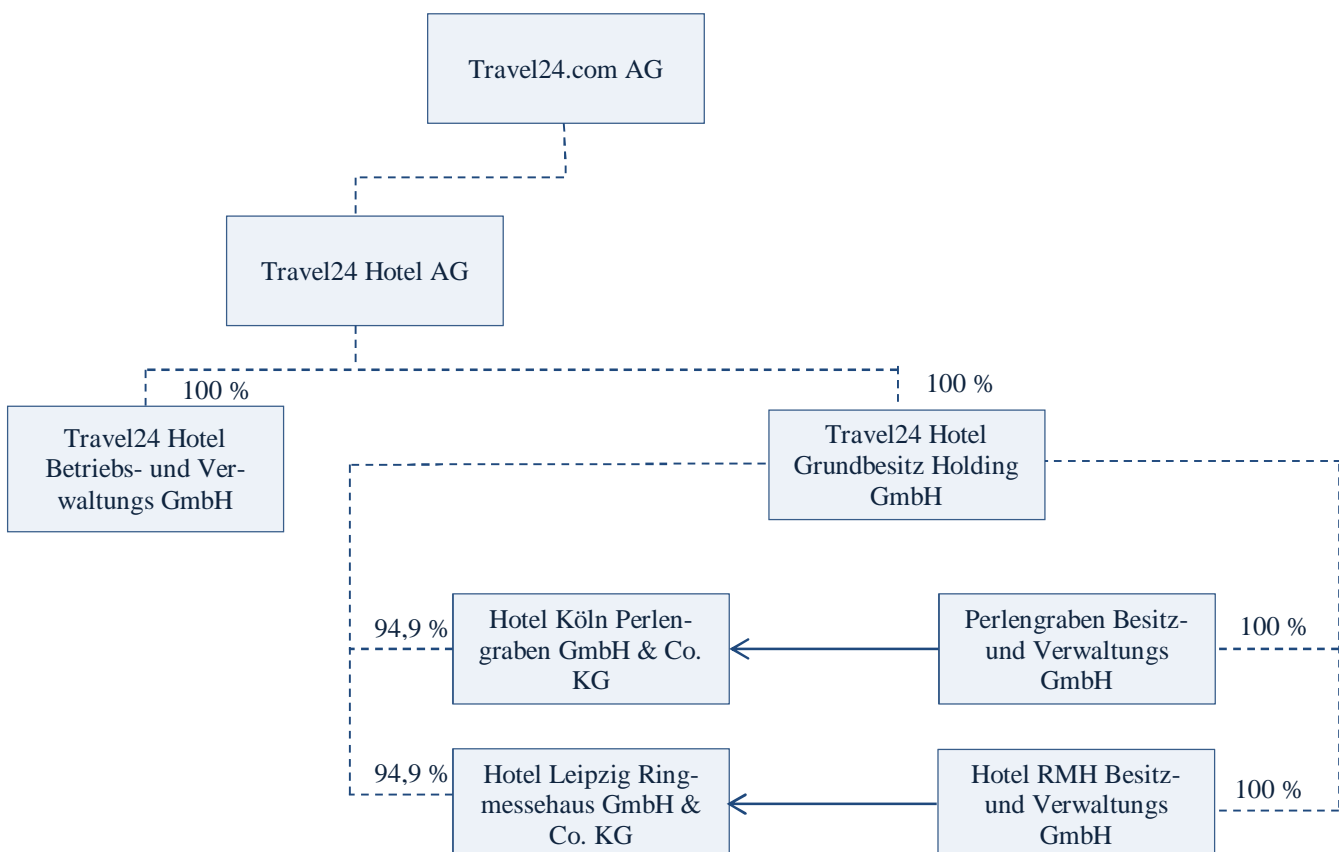 Travel24.com AG
Travel24 Hotel AG
100 %
100 %
Travel24 Hotel
Betriebs- und Ver-
waltungs GmbH
Travel24 Hotel
Grundbesitz Holding
GmbH
94,9 %
Hotel Köln Perlen-
graben GmbH & Co.
KG
Perlengraben Besitz-
und Verwaltungs
GmbH
100 %
94,9 %
Hotel Leipzig Ring-
messehaus GmbH &
Co. KG
Hotel RMH Besitz-
und Verwaltungs
GmbH
100 %